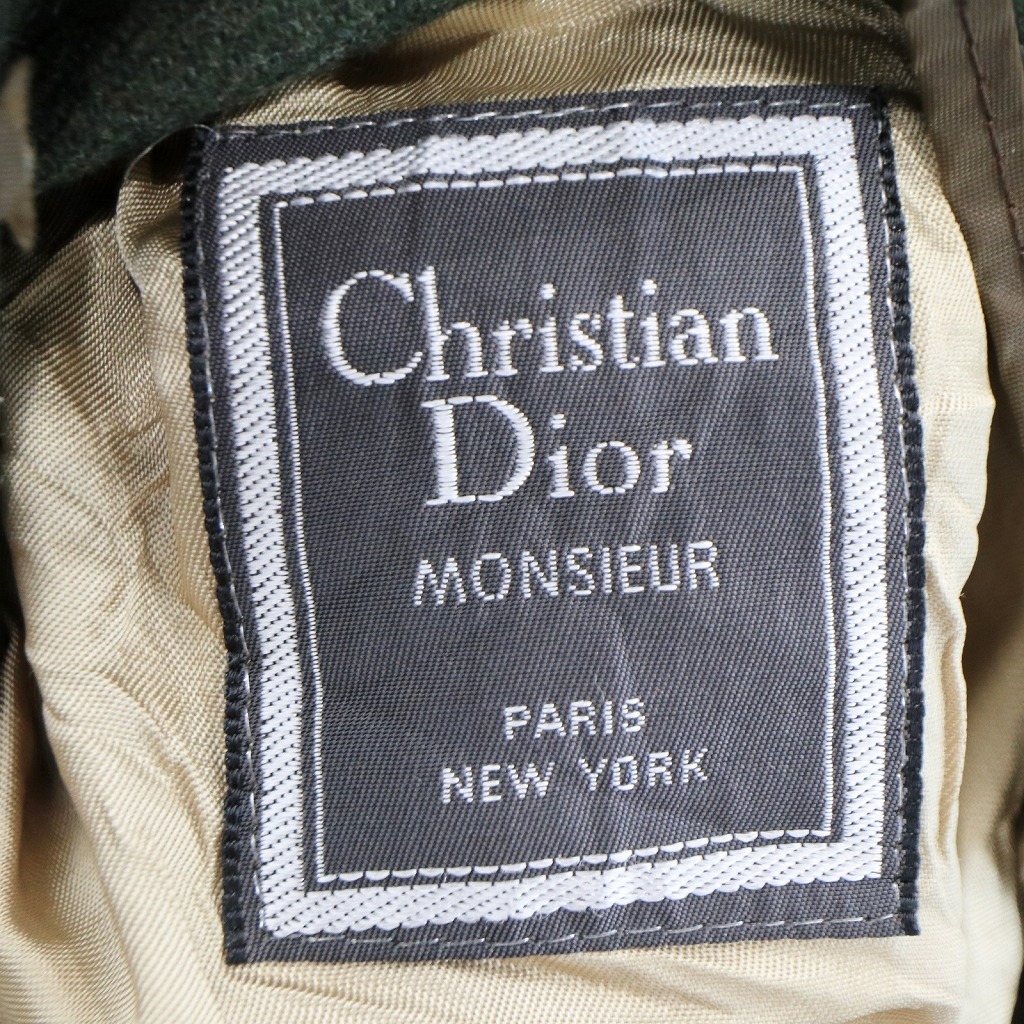 Christian
Dior
MONSIEUR
PARIS
NEW YORK